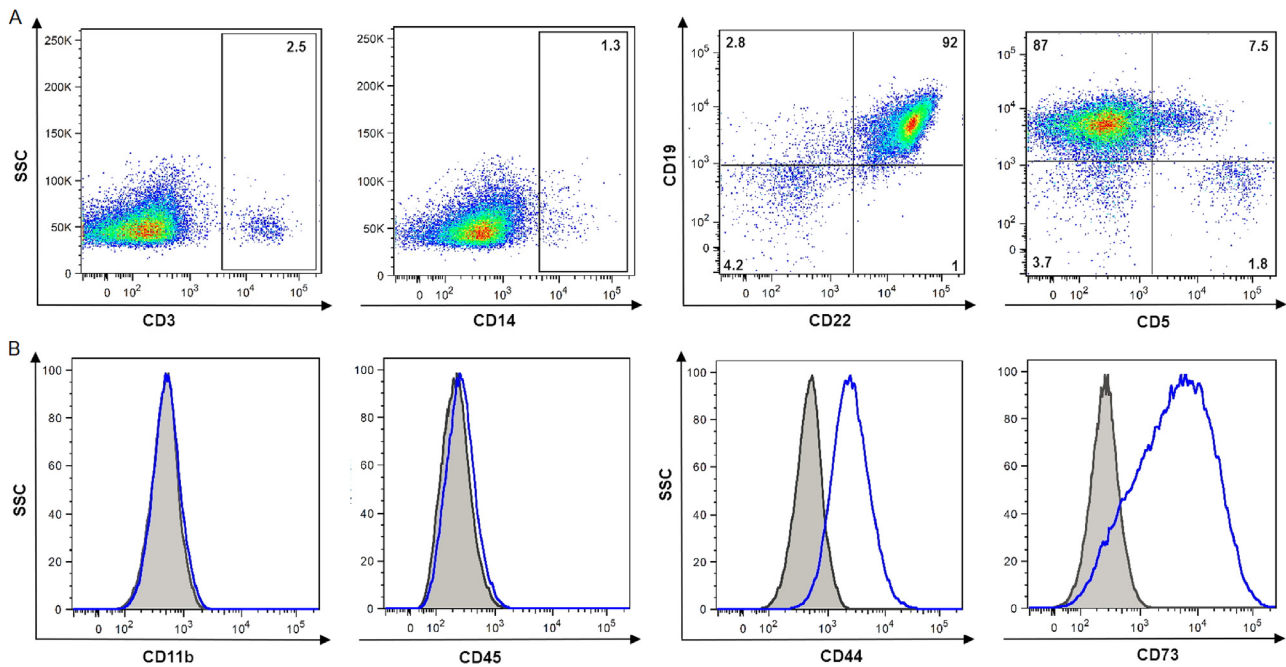 A
SSC
250K
200K
150K
100K
50K
0
2.5
0 10² 10³ 10⁴ 10⁵
CD3
250K
200K
150K
100K
50K
0
1.3
0 10² 10³ 10⁴ 10⁵
CD14
CD19
10⁵
10⁴
10³
10²
0
2.8 92
4.2 1
0 10² 10³ 10⁴ 10⁵
CD22
10⁵
10⁴
10³
10²
0
87 7.5
3.7 1.8
0 10² 10³ 10⁴ 10⁵
CD5
B
SSC
100
80
60
40
20
0
0 10² 10³ 10⁴ 10⁵
CD11b
100
80
60
40
20
0
0 10² 10³ 10⁴ 10⁵
CD45
SSC
100
80
60
40
20
0
0 10² 10³ 10⁴ 10⁵
CD44
100
80
60
40
20
0
0 10² 10³ 10⁴ 10⁵
CD73